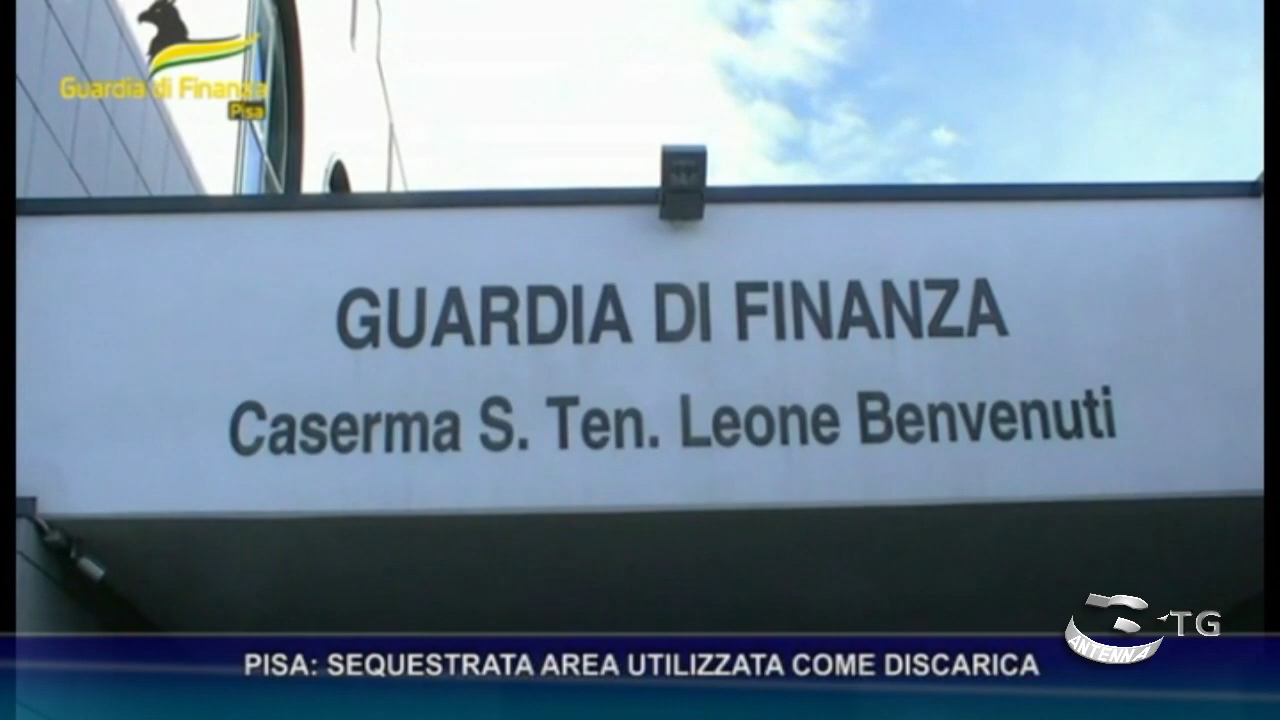 Guardia di Finanza
Pisa
GUARDIA DI FINANZA
Caserma S. Ten. Leone Benvenuti
TG
ANTENNA
PISA: SEQUESTRATA AREA UTILIZZATA COME DISCARICA